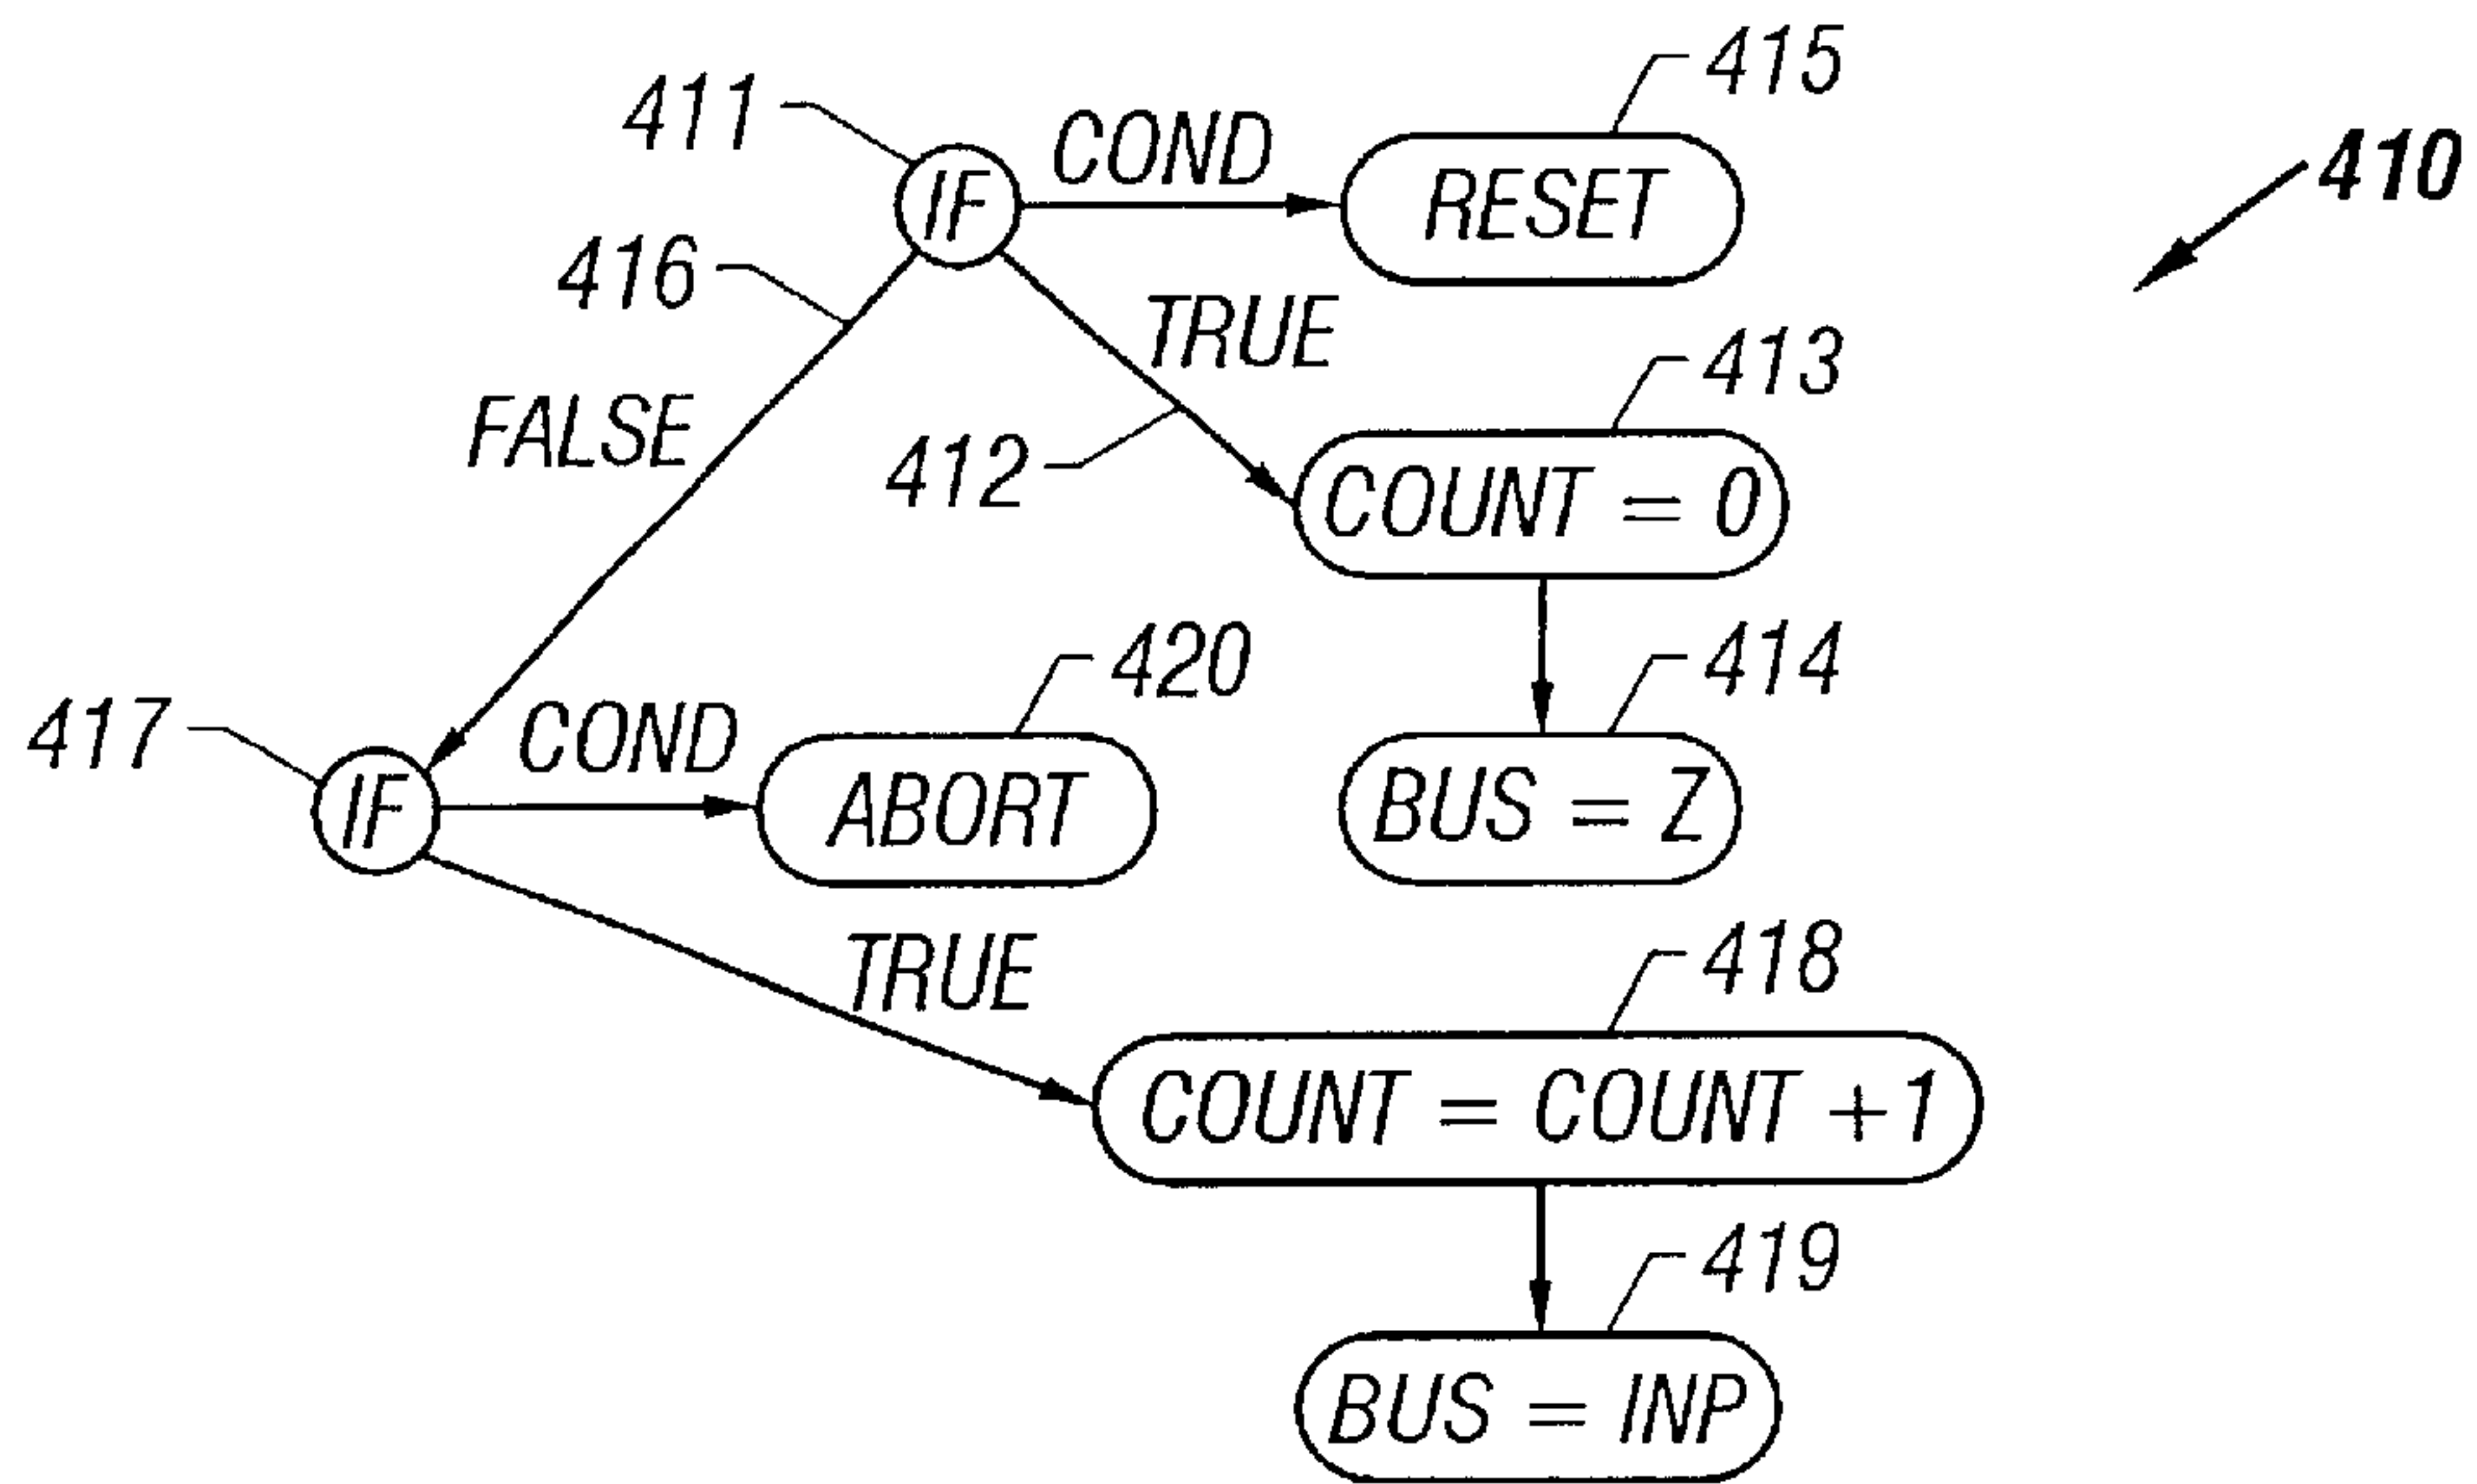 415
411
COND
410
IF
RESET
416
TRUE
413
FALSE
412
COUNT = 0
420
414
417
COND
IF
ABORT
BUS = Z
TRUE
418
COUNT = COUNT + 1
419
BUS = INP